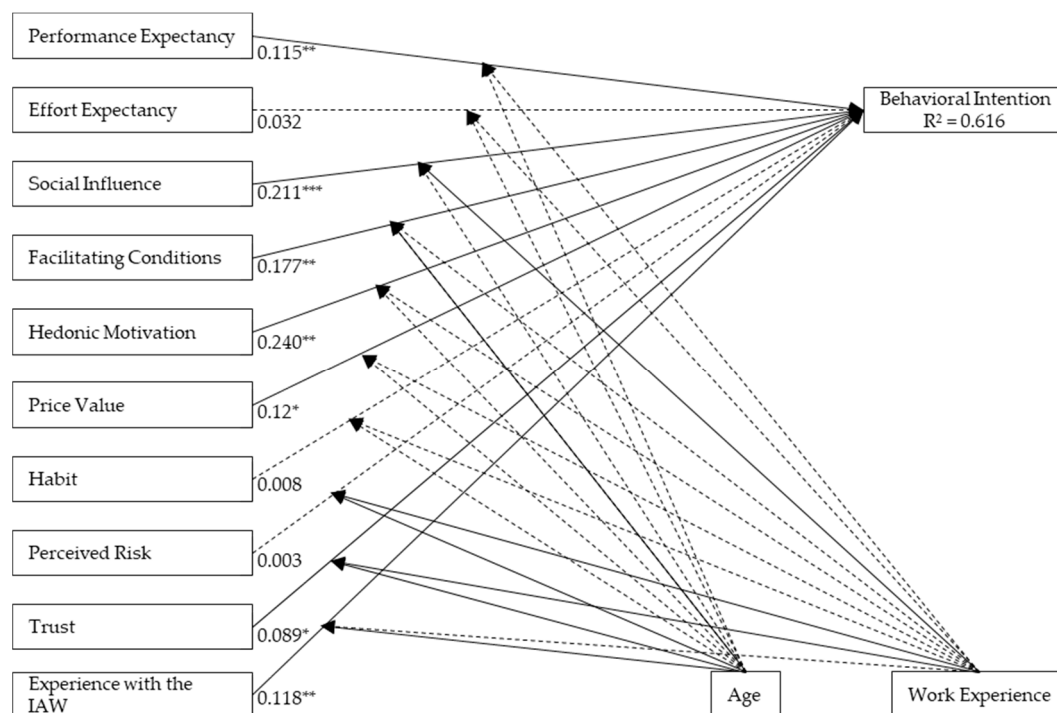 Performance Expectancy
0.115**
Effort Expectancy
0.032
Behavioral Intention
R² = 0.616
Social Influence
0.211***
Facilitating Conditions
0.177**
Hedonic Motivation
0.240**
Price Value
0.12*
Habit
0.008
Perceived Risk
0.003
Trust
0.089*
Experience with the
IAW
0.118**
Age
Work Experience